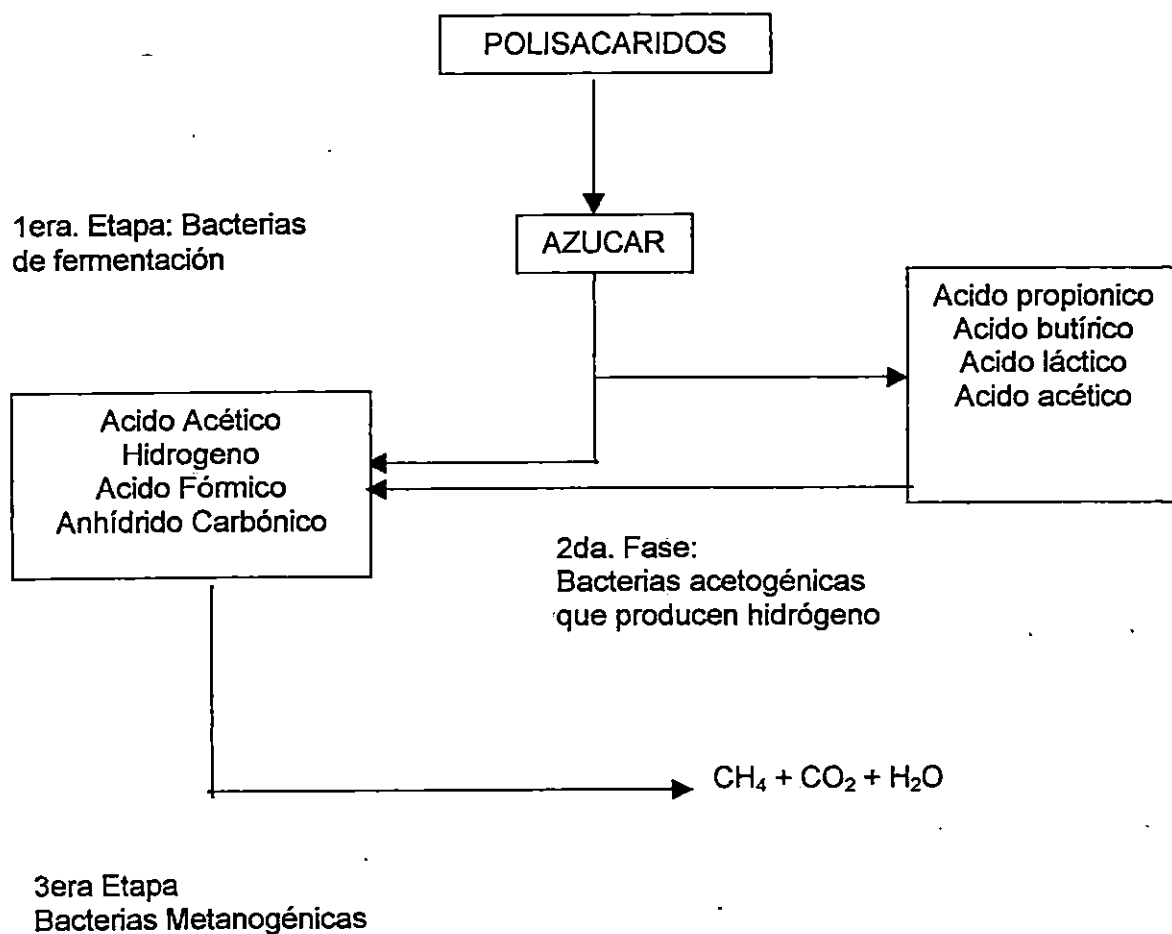 POLISACARIDOS
1era. Etapa: Bacterias
de fermentación
AZUCAR
Acido propionico
Acido butírico
Acido láctico
Acido acético
Acido Acético
Hidrogeno
Acido Fórmico
Anhídrido Carbónico
2da. Fase:
Bacterias acetogénicas
que producen hidrógeno
CH₄ + CO₂ + H₂O
3era Etapa
Bacterias Metanogénicas